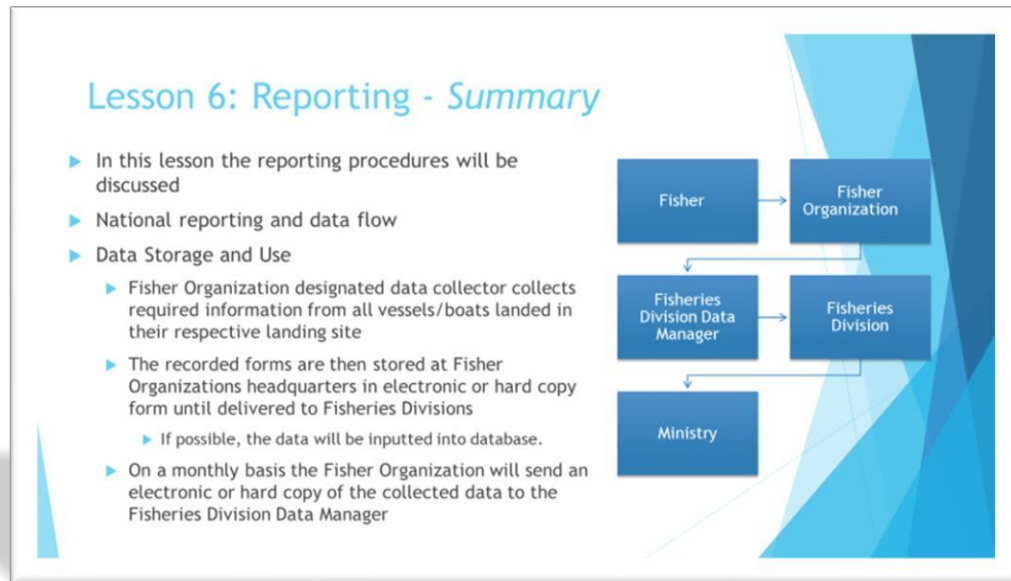 Lesson 6: Reporting - Summary
In this lesson the reporting procedures will be
discussed
National reporting and data flow
Data Storage and Use
Fisher Organization designated data collector collects
required information from all vessels/boats landed in
their respective landing site
The recorded forms are then stored at Fisher
Organizations headquarters in electronic or hard copy
form until delivered to Fisheries Divisions
If possible, the data will be inputted into database.
On a monthly basis the Fisher Organization will send an
electronic or hard copy of the collected data to the
Fisheries Division Data Manager
Fisher
Fisher
Organization
Fisheries
Division Data
Manager
Fisheries
Division
Ministry